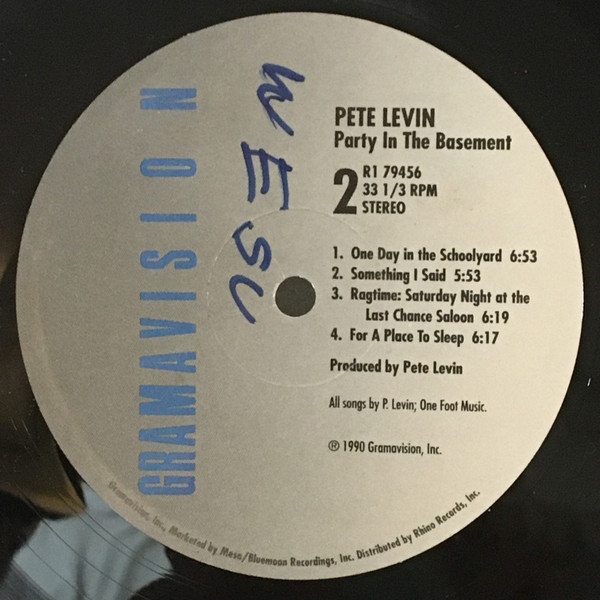 GRAMAVISION
WESU
PETE LEVIN
Party In The Basement
2
R1 79456
33 1/3 RPM
STEREO
1. One Day in the Schoolyard 6:53
2. Something I Said 5:53
3. Ragtime: Saturday Night at the
Last Chance Saloon 6:19
4. For A Place To Sleep 6:17
Produced by Pete Levin
All songs by P. Levin; One Foot Music.
℗ 1990 Gramavision, Inc.
Gramavision, Inc., Marketed by Mesa/Bluemoon Recordings, Inc. Distributed by Rhino Records, Inc.